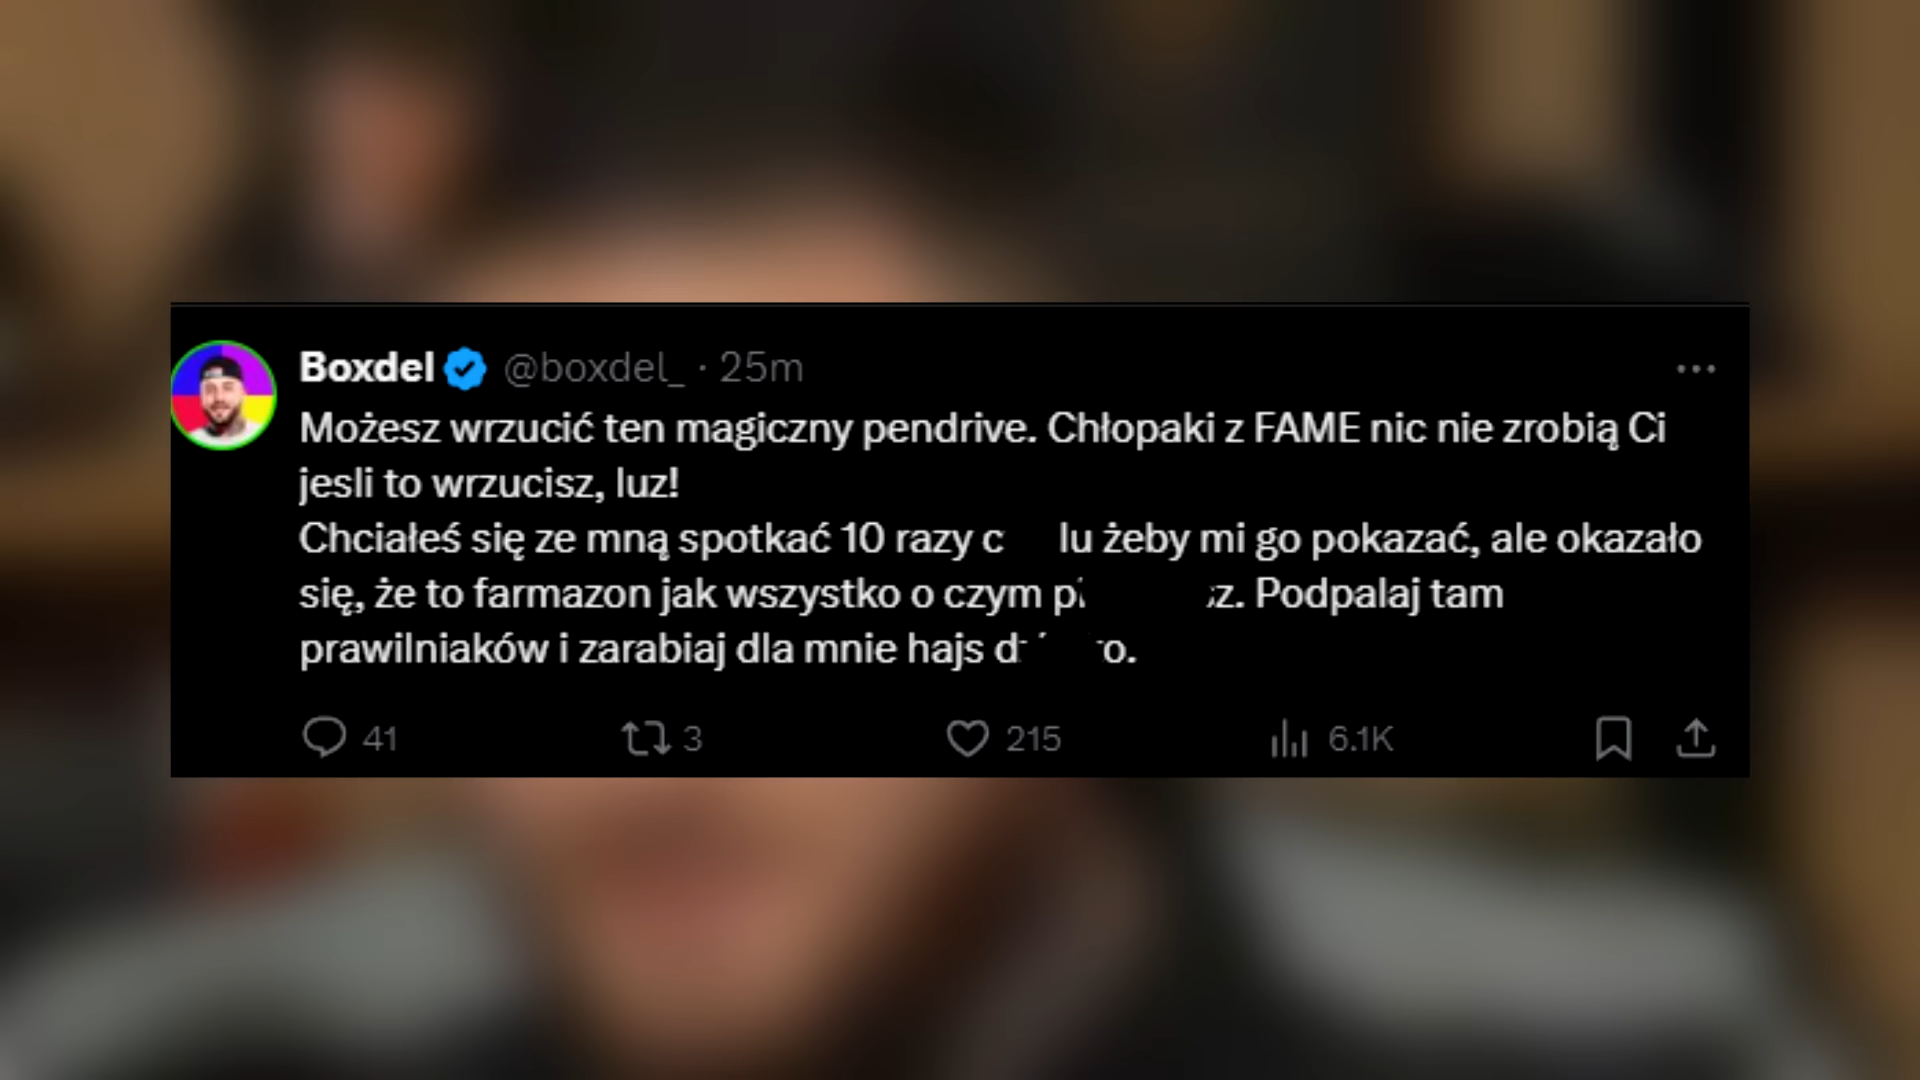 Boxdel @boxdel_ · 25m
Możesz wrzucić ten magiczny pendrive. Chłopaki z FAME nic nie zrobią Ci
jesli to wrzucisz, luz!
Chciałeś się ze mną spotkać 10 razy żeby mi go pokazać, ale okazało
się, że to farmazon jak wszystko o czym Podpalaj tam
prawilniaków i zarabiaj dla mnie hajs
41 3 215 6.1K